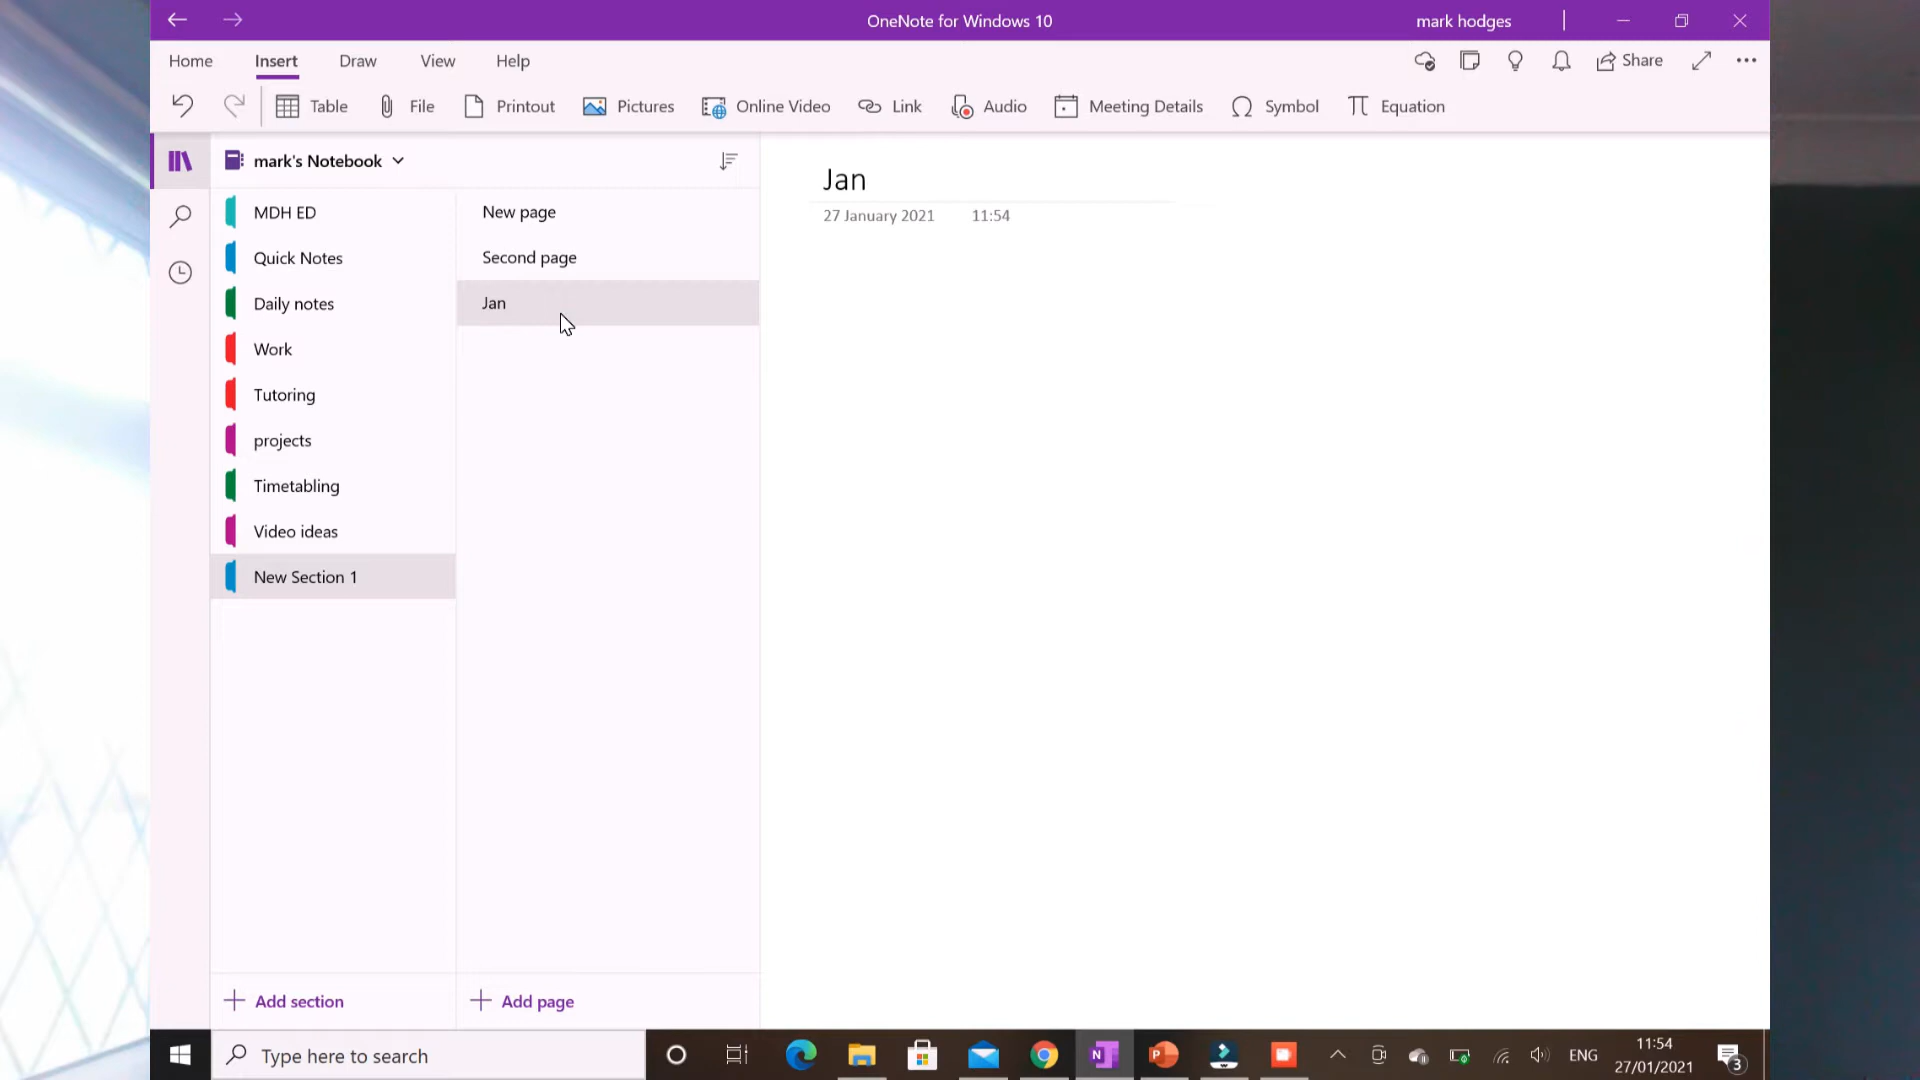 OneNote for Windows 10
mark hodges
Home Insert Draw View Help
Share
Table File Printout Pictures Online Video Link Audio Meeting Details Symbol Equation
mark's Notebook
MDH ED
Quick Notes
Daily notes
Work
Tutoring
projects
Timetabling
Video ideas
New Section 1
New page
Second page
Jan
Jan
27 January 2021 11:54
Add section
Add page
Type here to search
N
P
ENG
11:54
27/01/2021
3